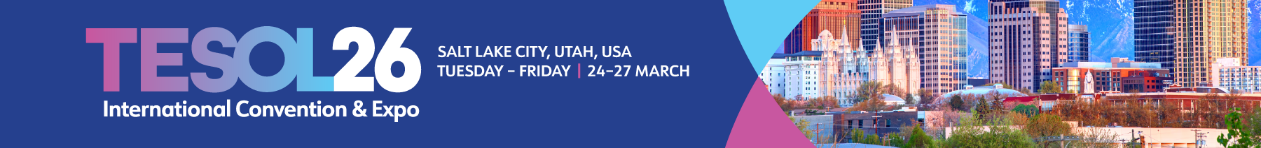 TESOL26
International Convention & Expo
SALT LAKE CITY, UTAH, USA
TUESDAY – FRIDAY | 24–27 MARCH